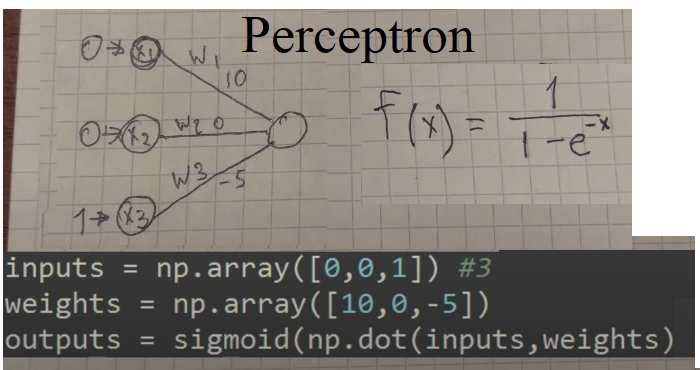 Perceptron
0→ X1 W1 10
0→ X2 W2 0
1→ X3 W3 -5
F(x) = 1 / 1-e^-x
inputs = np.array([0,0,1]) #3
weights = np.array([10,0,-5])
outputs = sigmoid(np.dot(inputs,weights)